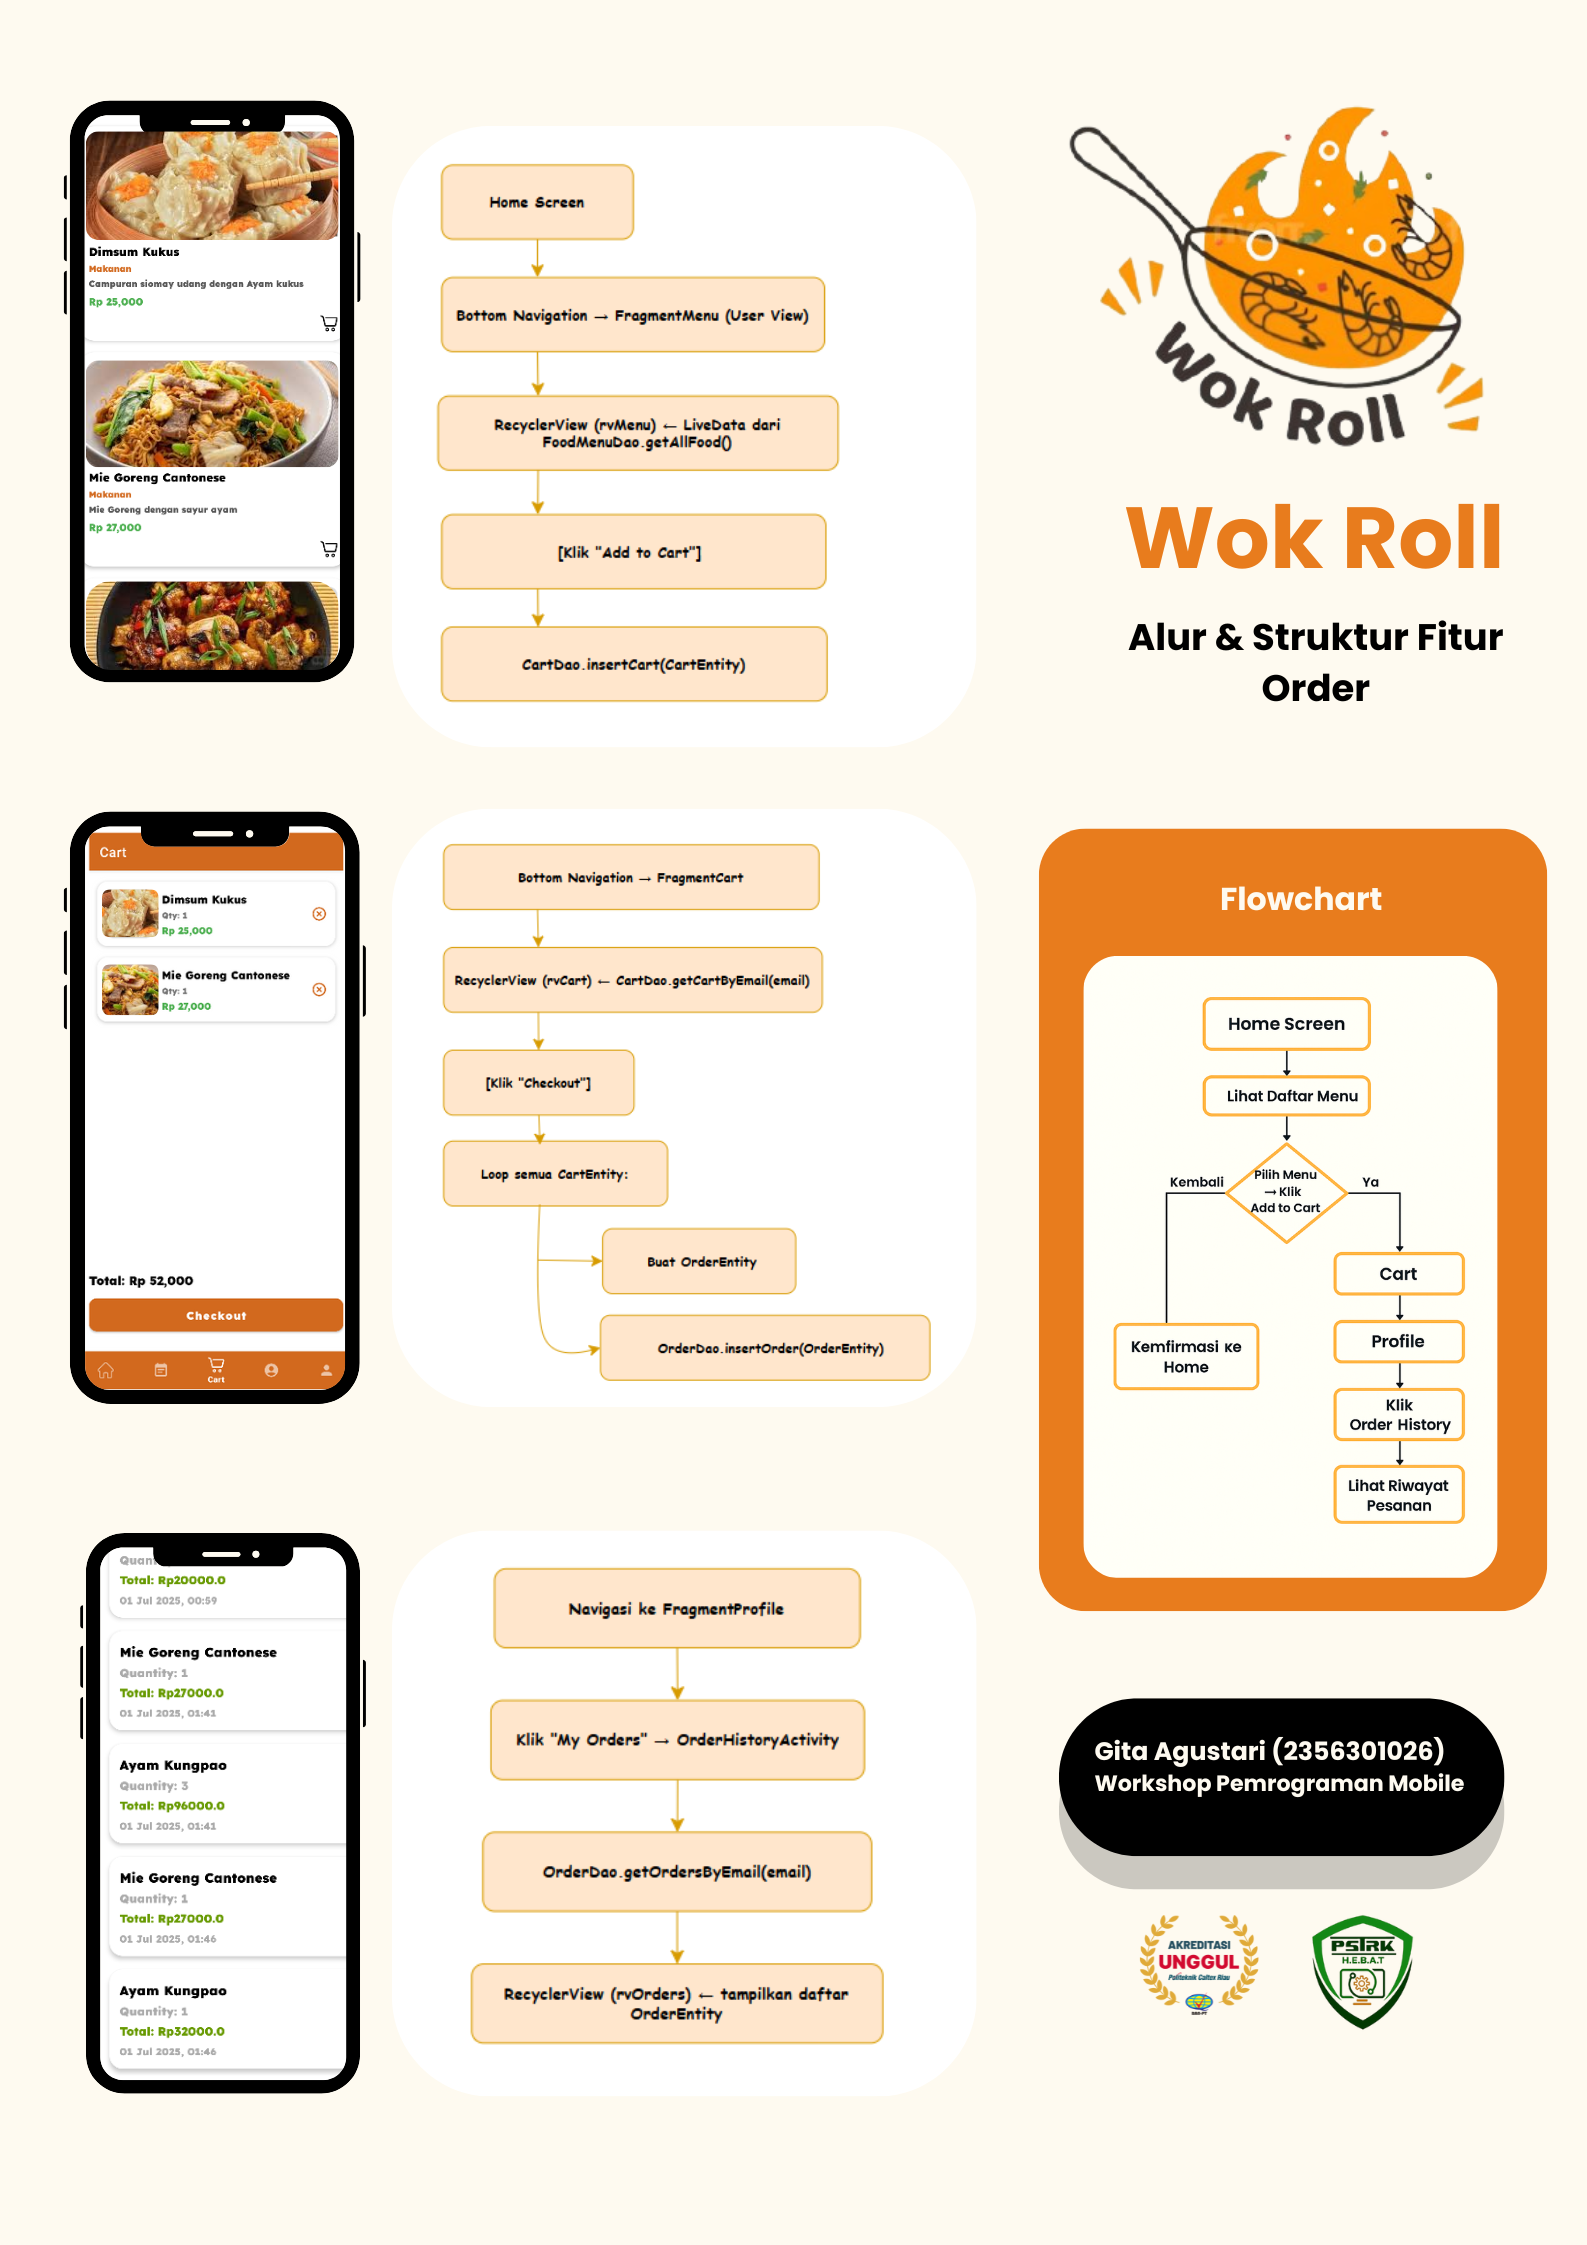 Dimsum Kukus
Makanan
Campuran siomay udang dengan Ayam kukus
Rp 25,000
Mie Goreng Cantonese
Makanan
Mie Goreng dengan sayur ayam
Rp 27,000
Home Screen
Bottom Navigation → FragmentMenu (User View)
RecyclerView (rvMenu) ← LiveData dari
FoodMenuDao.getAllFood()
[Klik "Add to Cart"]
CartDao.insertCart(CartEntity)
fiverr
Wok Roll
Wok Roll
Alur & Struktur Fitur
Order
Cart
Dimsum Kukus
Qty: 1
Rp 25,000
Mie Goreng Cantonese
Qty: 1
Rp 27,000
Total: Rp 52,000
Checkout
Cart
Bottom Navigation → FragmentCart
RecyclerView (rvCart) ← CartDao.getCartByEmail(email)
[Klik "Checkout"]
Loop semua CartEntity:
Buat OrderEntity
OrderDao.insertOrder(OrderEntity)
Flowchart
Home Screen
Lihat Daftar Menu
Pilih Menu
→ Klik
Add to Cart
Kembali
Ya
Cart
Kemfirmasi ke
Home
Profile
Klik
Order History
Lihat Riwayat
Pesanan
Total: Rp20000.0
01 Jul 2025, 00:59
Mie Goreng Cantonese
Quantity: 1
Total: Rp27000.0
01 Jul 2025, 01:41
Ayam Kungpao
Quantity: 3
Total: Rp96000.0
01 Jul 2025, 01:41
Mie Goreng Cantonese
Quantity: 1
Total: Rp27000.0
01 Jul 2025, 01:46
Ayam Kungpao
Quantity: 1
Total: Rp32000.0
01 Jul 2025, 01:46
Navigasi ke FragmentProfile
Klik "My Orders" → OrderHistoryActivity
OrderDao.getOrdersByEmail(email)
RecyclerView (rvOrders) ← tampilkan daftar
OrderEntity
Gita Agustari (2356301026)
Workshop Pemrograman Mobile
AKREDITASI
UNGGUL
Politeknik Caltex Riau
BAN-PT
PSTRK
H.E.B.A.T